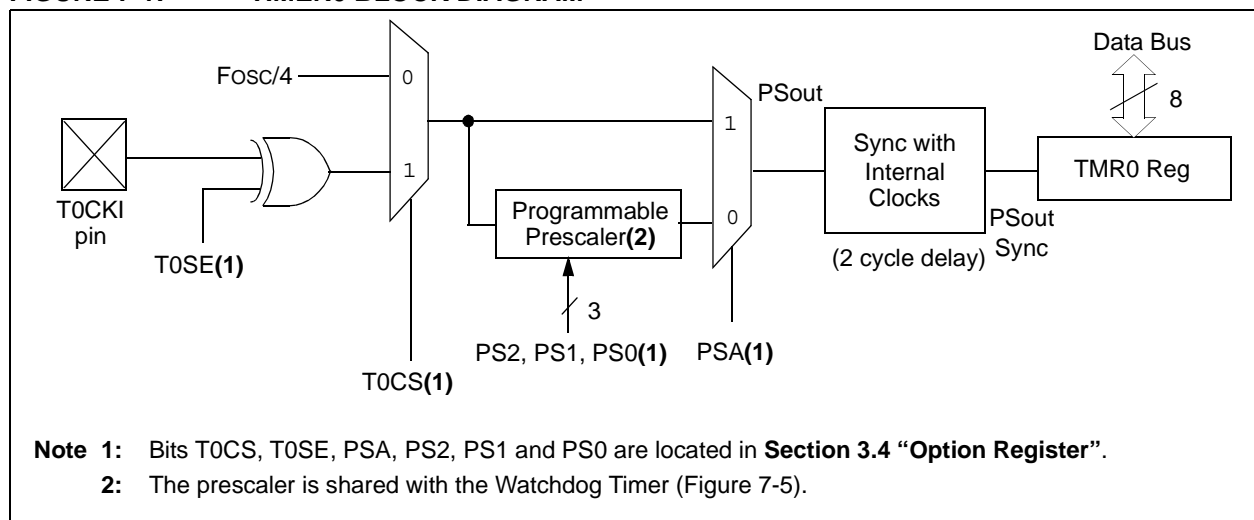 FOSC/4
0
1
T0CKI
pin
T0SE(1)
T0CS(1)
Programmable
Prescaler(2)
3
PS2, PS1, PS0(1)
1
0
PSA(1)
PSout
Sync with
Internal
Clocks
(2 cycle delay)
PSout
Sync
Data Bus
8
TMR0 Reg
Note 1: Bits T0CS, T0SE, PSA, PS2, PS1 and PS0 are located in Section 3.4 “Option Register”.
2: The prescaler is shared with the Watchdog Timer (Figure 7-5).